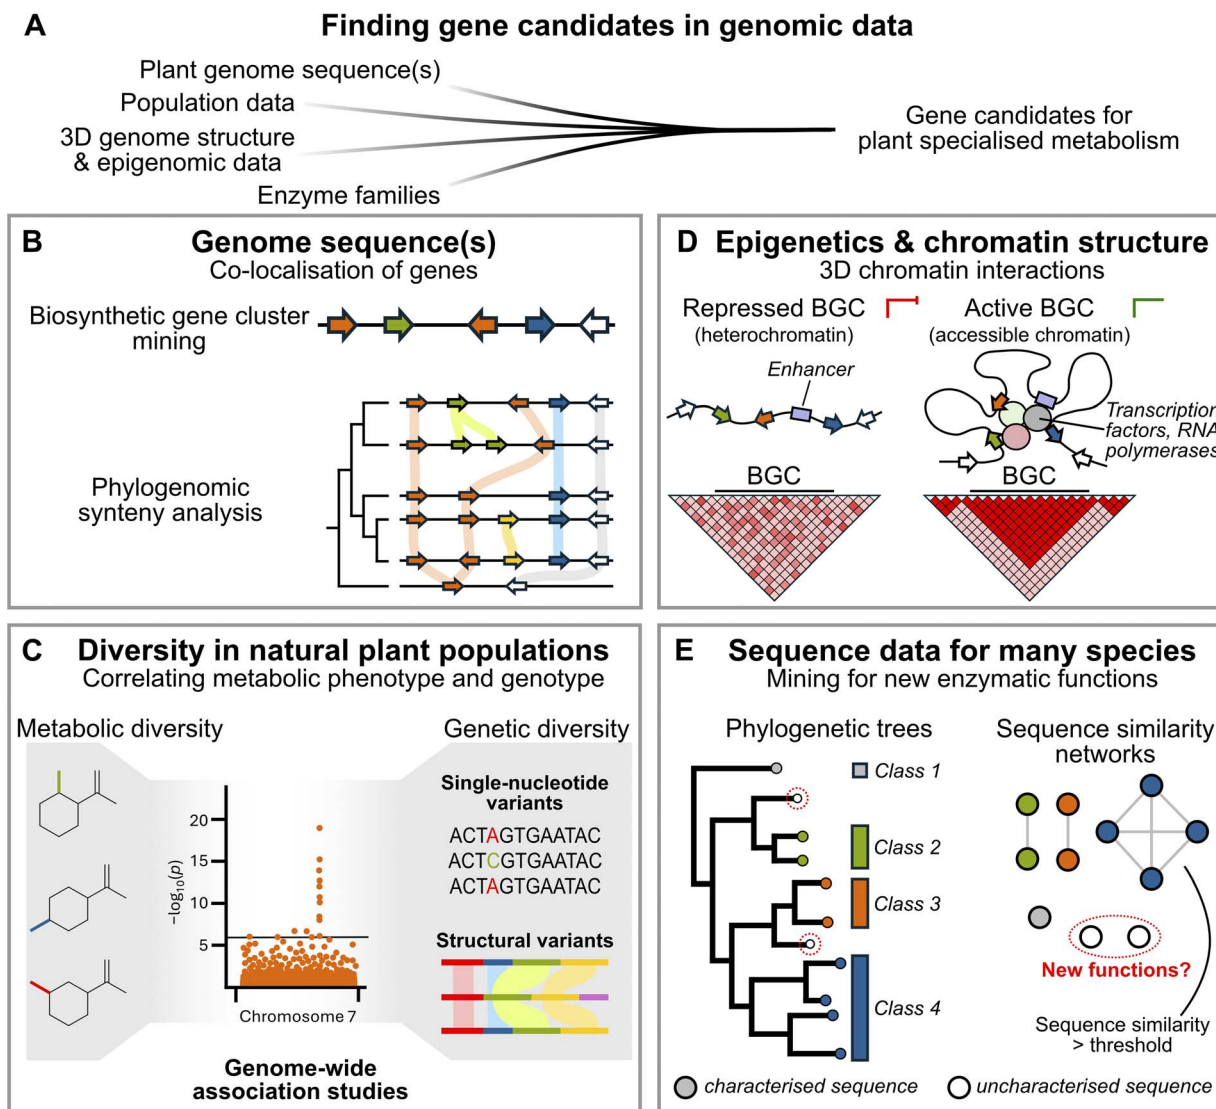 A
Finding gene candidates in genomic data
Plant genome sequence(s)
Population data
3D genome structure
& epigenomic data
Enzyme families
Gene candidates for
plant specialised metabolism
B
Genome sequence(s)
Co-localisation of genes
Biosynthetic gene cluster
mining
Phylogenomic
synteny analysis
D Epigenetics & chromatin structure
3D chromatin interactions
Repressed BGC
(heterochromatin)
Active BGC
(accessible chromatin)
Enhancer
Transcription
factors, RNA
polymerases
BGC
BGC
C Diversity in natural plant populations
Correlating metabolic phenotype and genotype
Metabolic diversity
Genetic diversity
−log10(p)
20
15
10
5
Chromosome 7
Genome-wide
association studies
Single-nucleotide
variants
ACTAGTGAATAC
ACTCGTGAATAC
ACTAGTGAATAC
Structural variants
E Sequence data for many species
Mining for new enzymatic functions
Phylogenetic trees
Class 1
Class 2
Class 3
Class 4
Sequence similarity
networks
New functions?
Sequence similarity
> threshold
characterised sequence
uncharacterised sequence